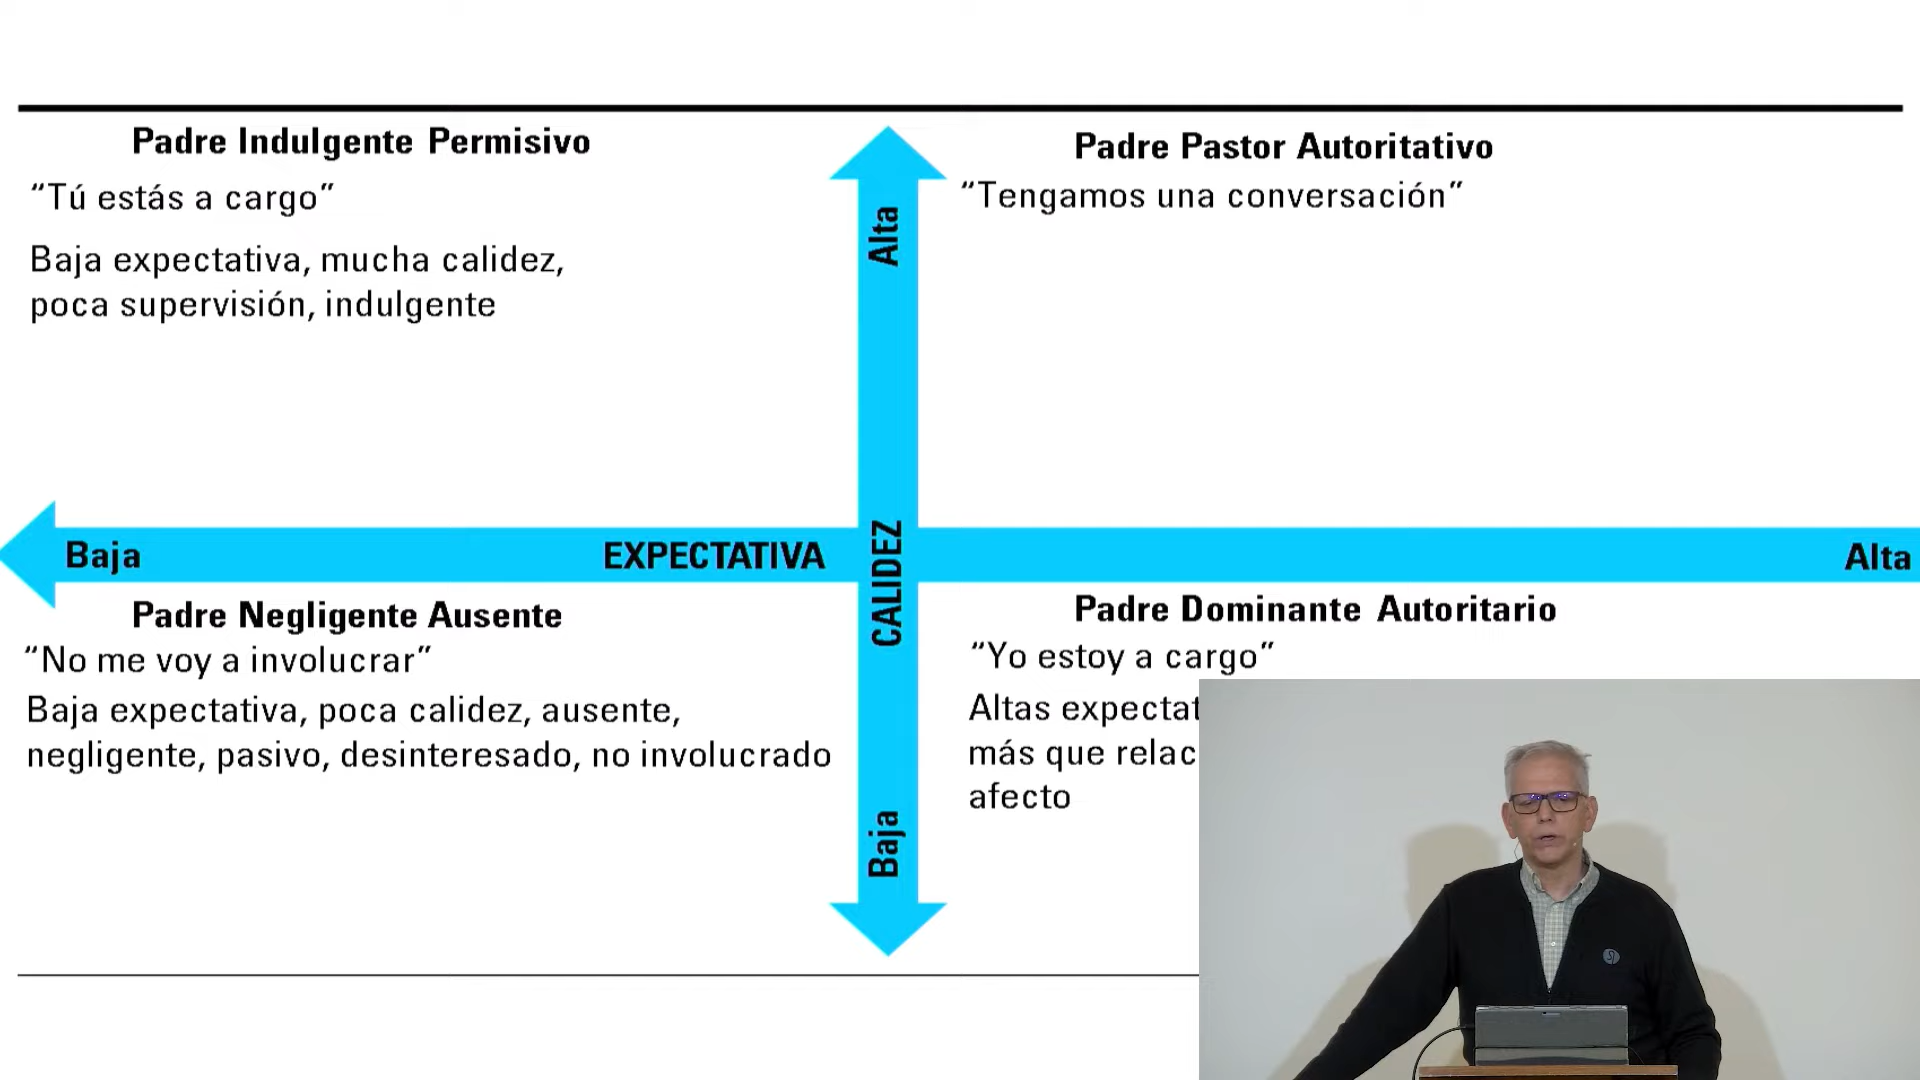 Padre Indulgente Permisivo
“Tú estás a cargo”
Baja expectativa, mucha calidez,
poca supervisión, indulgente
Padre Pastor Autoritativo
“Tengamos una conversación”
Alta
CALIDEZ
Baja
Baja
EXPECTATIVA
Alta
Padre Negligente Ausente
“No me voy a involucrar”
Baja expectativa, poca calidez, ausente,
negligente, pasivo, desinteresado, no involucrado
Padre Dominante Autoritario
“Yo estoy a cargo”
Altas
más que
afecto